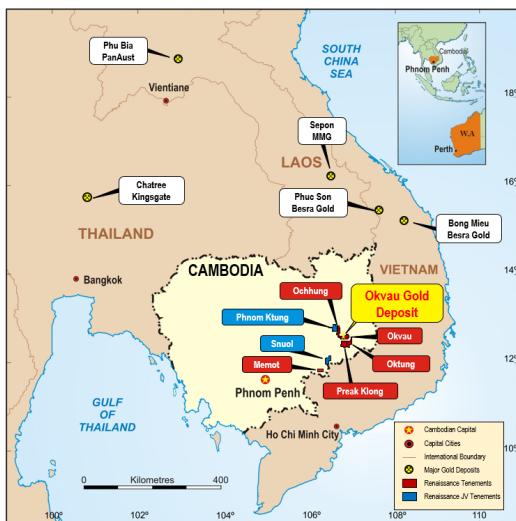 Phu Bia
PanAust
SOUTH
CHINA
SEA
Cambodia
Phnom Penh
W.A
Perth
18°
Vientiane
Sepon
MMG
LAOS
16°
Chatree
Kingsgate
Phuc Son
Besra Gold
Bong Mieu
Besra Gold
THAILAND
14°
VIETNAM
CAMBODIA
Bangkok
Ochhung
Okvau Gold
Deposit
Phnom Ktung
Okvau
Snuol
12°
Memot
Oktung
Phnom Penh
Preak Klong
GULF
OF
THAILAND
Ho Chi Minh City
10°
0
Kilometres
400
Cambodian Capital
Capital Cities
International Boundary
Major Gold Deposits
Renaissance Tenements
Renaissance JV Tenements
100°
102°
104°
106°
108°
110